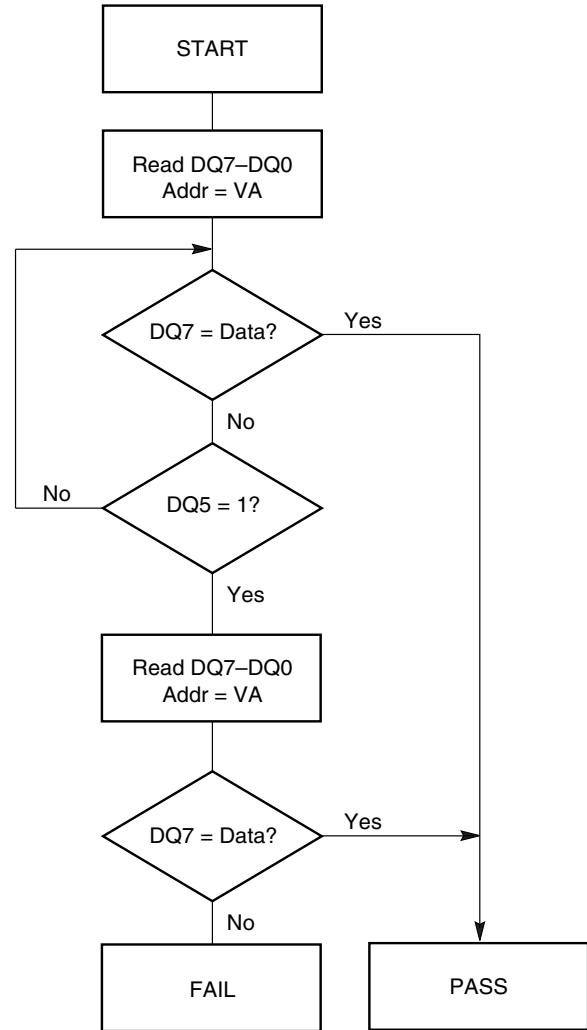 START
Read DQ7–DQ0
Addr = VA
DQ7 = Data?
Yes
No
No
DQ5 = 1?
Yes
Read DQ7–DQ0
Addr = VA
DQ7 = Data?
Yes
No
FAIL
PASS